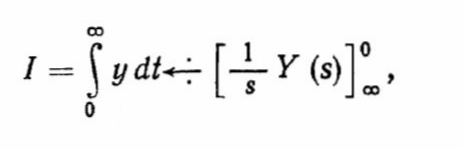 I = ∫₀^∞ y dt ←÷ [ 1/s Y (s) ]_∞^0 ,